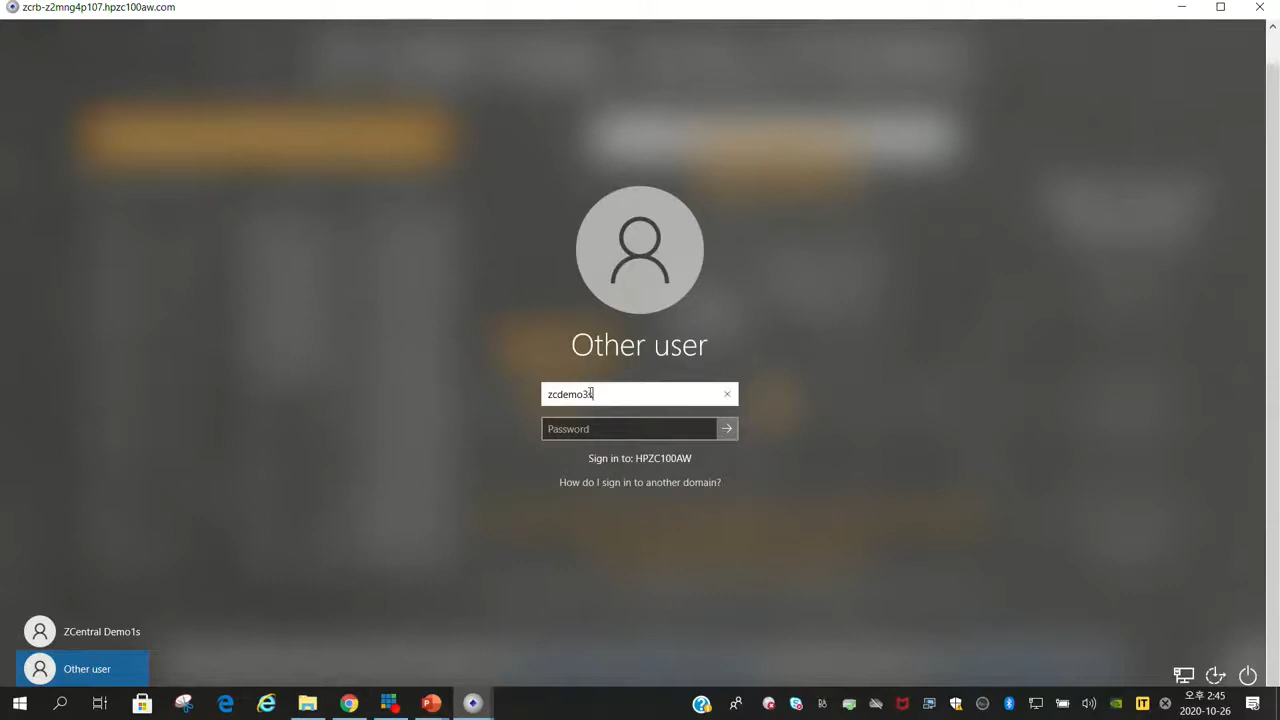 zcrb-z2mng4p107.hpzc100aw.com
Other user
zcdemo3s
Password
Sign in to: HPZC100AW
How do I sign in to another domain?
ZCentral Demo1s
Other user
오후 2:45
2020-10-26